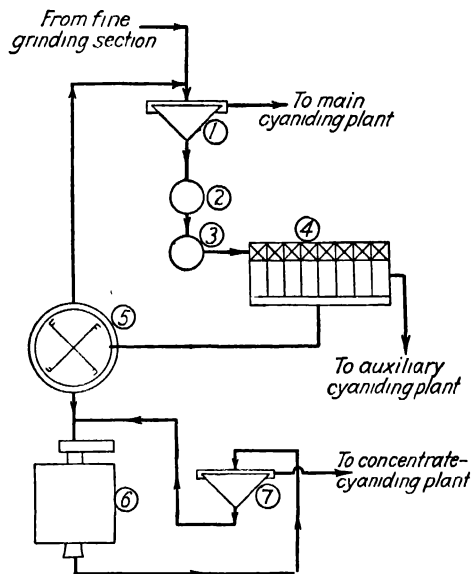 From fine
grinding section
To main
cyaniding plant
1
2
3
4
5
To auxiliary
cyaniding plant
To concentrate-
cyaniding plant
6
7